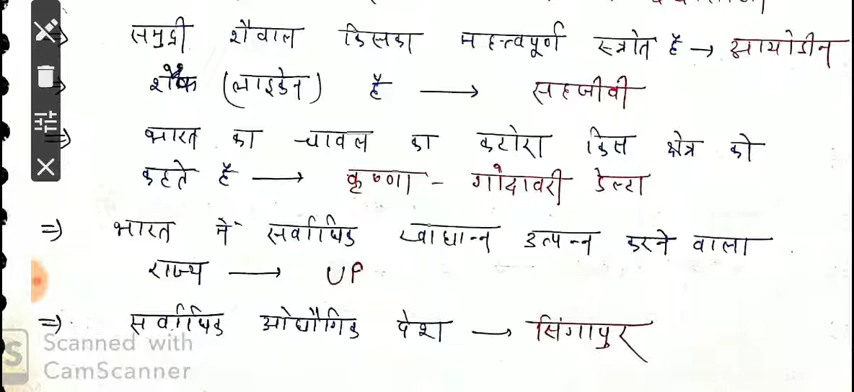 ⇒ समुद्री शैवाल किसका महत्वपूर्ण स्त्रोत है → आयोडीन
(लाइकेन) है → सहजीवी
⇒ भारत का चावल का कटोरा किस क्षेत्र को
कहते है → कृष्णा - गोदावरी डेल्टा
⇒ भारत में सर्वाधिक खाद्यान्न उत्पन्न करने वाला
राज्य → UP
⇒ सर्वाधिक औद्यौगिक देश → सिंगापुर
Scanned with
CamScanner